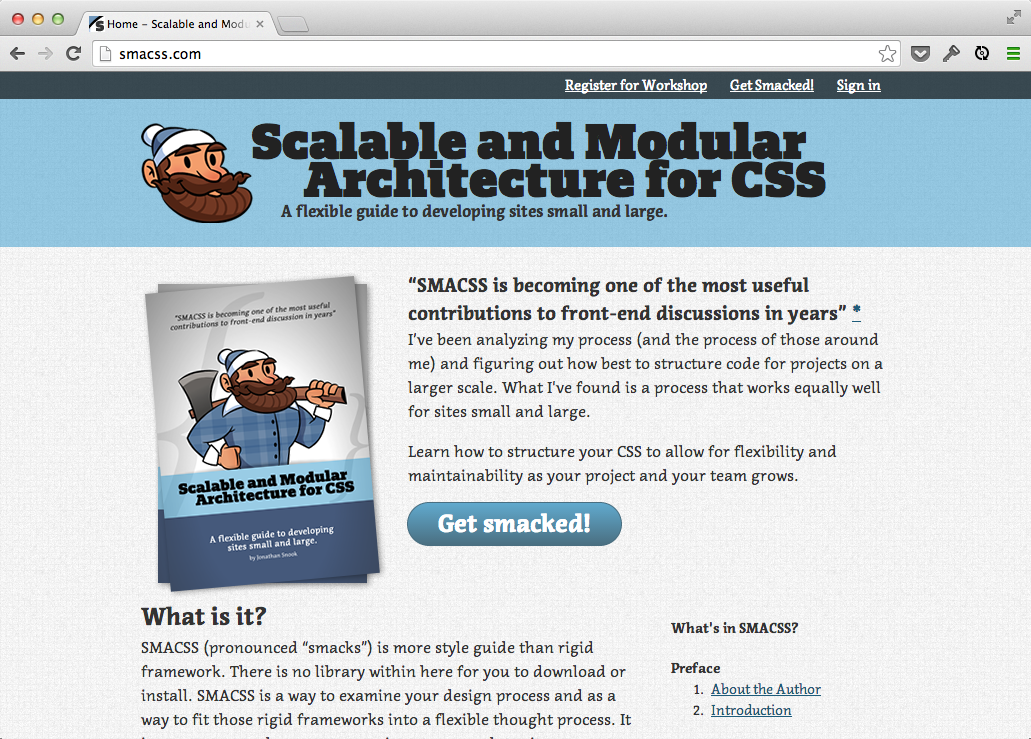 Home – Scalable and Modu
smacss.com
Register for Workshop Get Smacked! Sign in
Scalable and Modular
Architecture for CSS
A flexible guide to developing sites small and large.
"SMACSS is becoming one of the most useful
contributions to front-end discussion in years"
Scalable and Modular
Architecture for CSS
A flexible guide to developing
sites small and large.
by Jonathan Snook
“SMACSS is becoming one of the most useful
contributions to front-end discussions in years” *
I've been analyzing my process (and the process of those around
me) and figuring out how best to structure code for projects on a
larger scale. What I've found is a process that works equally well
for sites small and large.
Learn how to structure your CSS to allow for flexibility and
maintainability as your project and your team grows.
Get smacked!
What is it?
SMACSS (pronounced “smacks”) is more style guide than rigid
framework. There is no library within here for you to download or
install. SMACSS is a way to examine your design process and as a
way to fit those rigid frameworks into a flexible thought process. It
What's in SMACSS?
Preface
1. About the Author
2. Introduction